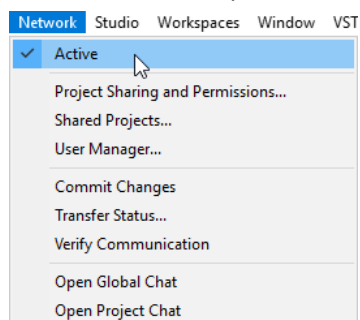 Network Studio Workspaces Window VST
Active
Project Sharing and Permissions...
Shared Projects...
User Manager...
Commit Changes
Transfer Status...
Verify Communication
Open Global Chat
Open Project Chat